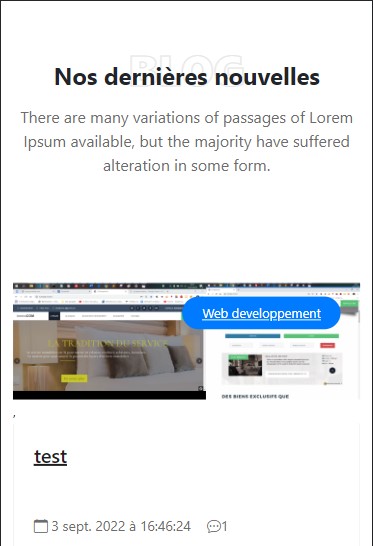 BLOG
Nos dernières nouvelles
There are many variations of passages of Lorem
Ipsum available, but the majority have suffered
alteration in some form.
Web developpement
LA TRADITION DU SERVICE
DES BIENS EXCLUSIFS QUE
,
test
3 sept. 2022 à 16:46:24 1